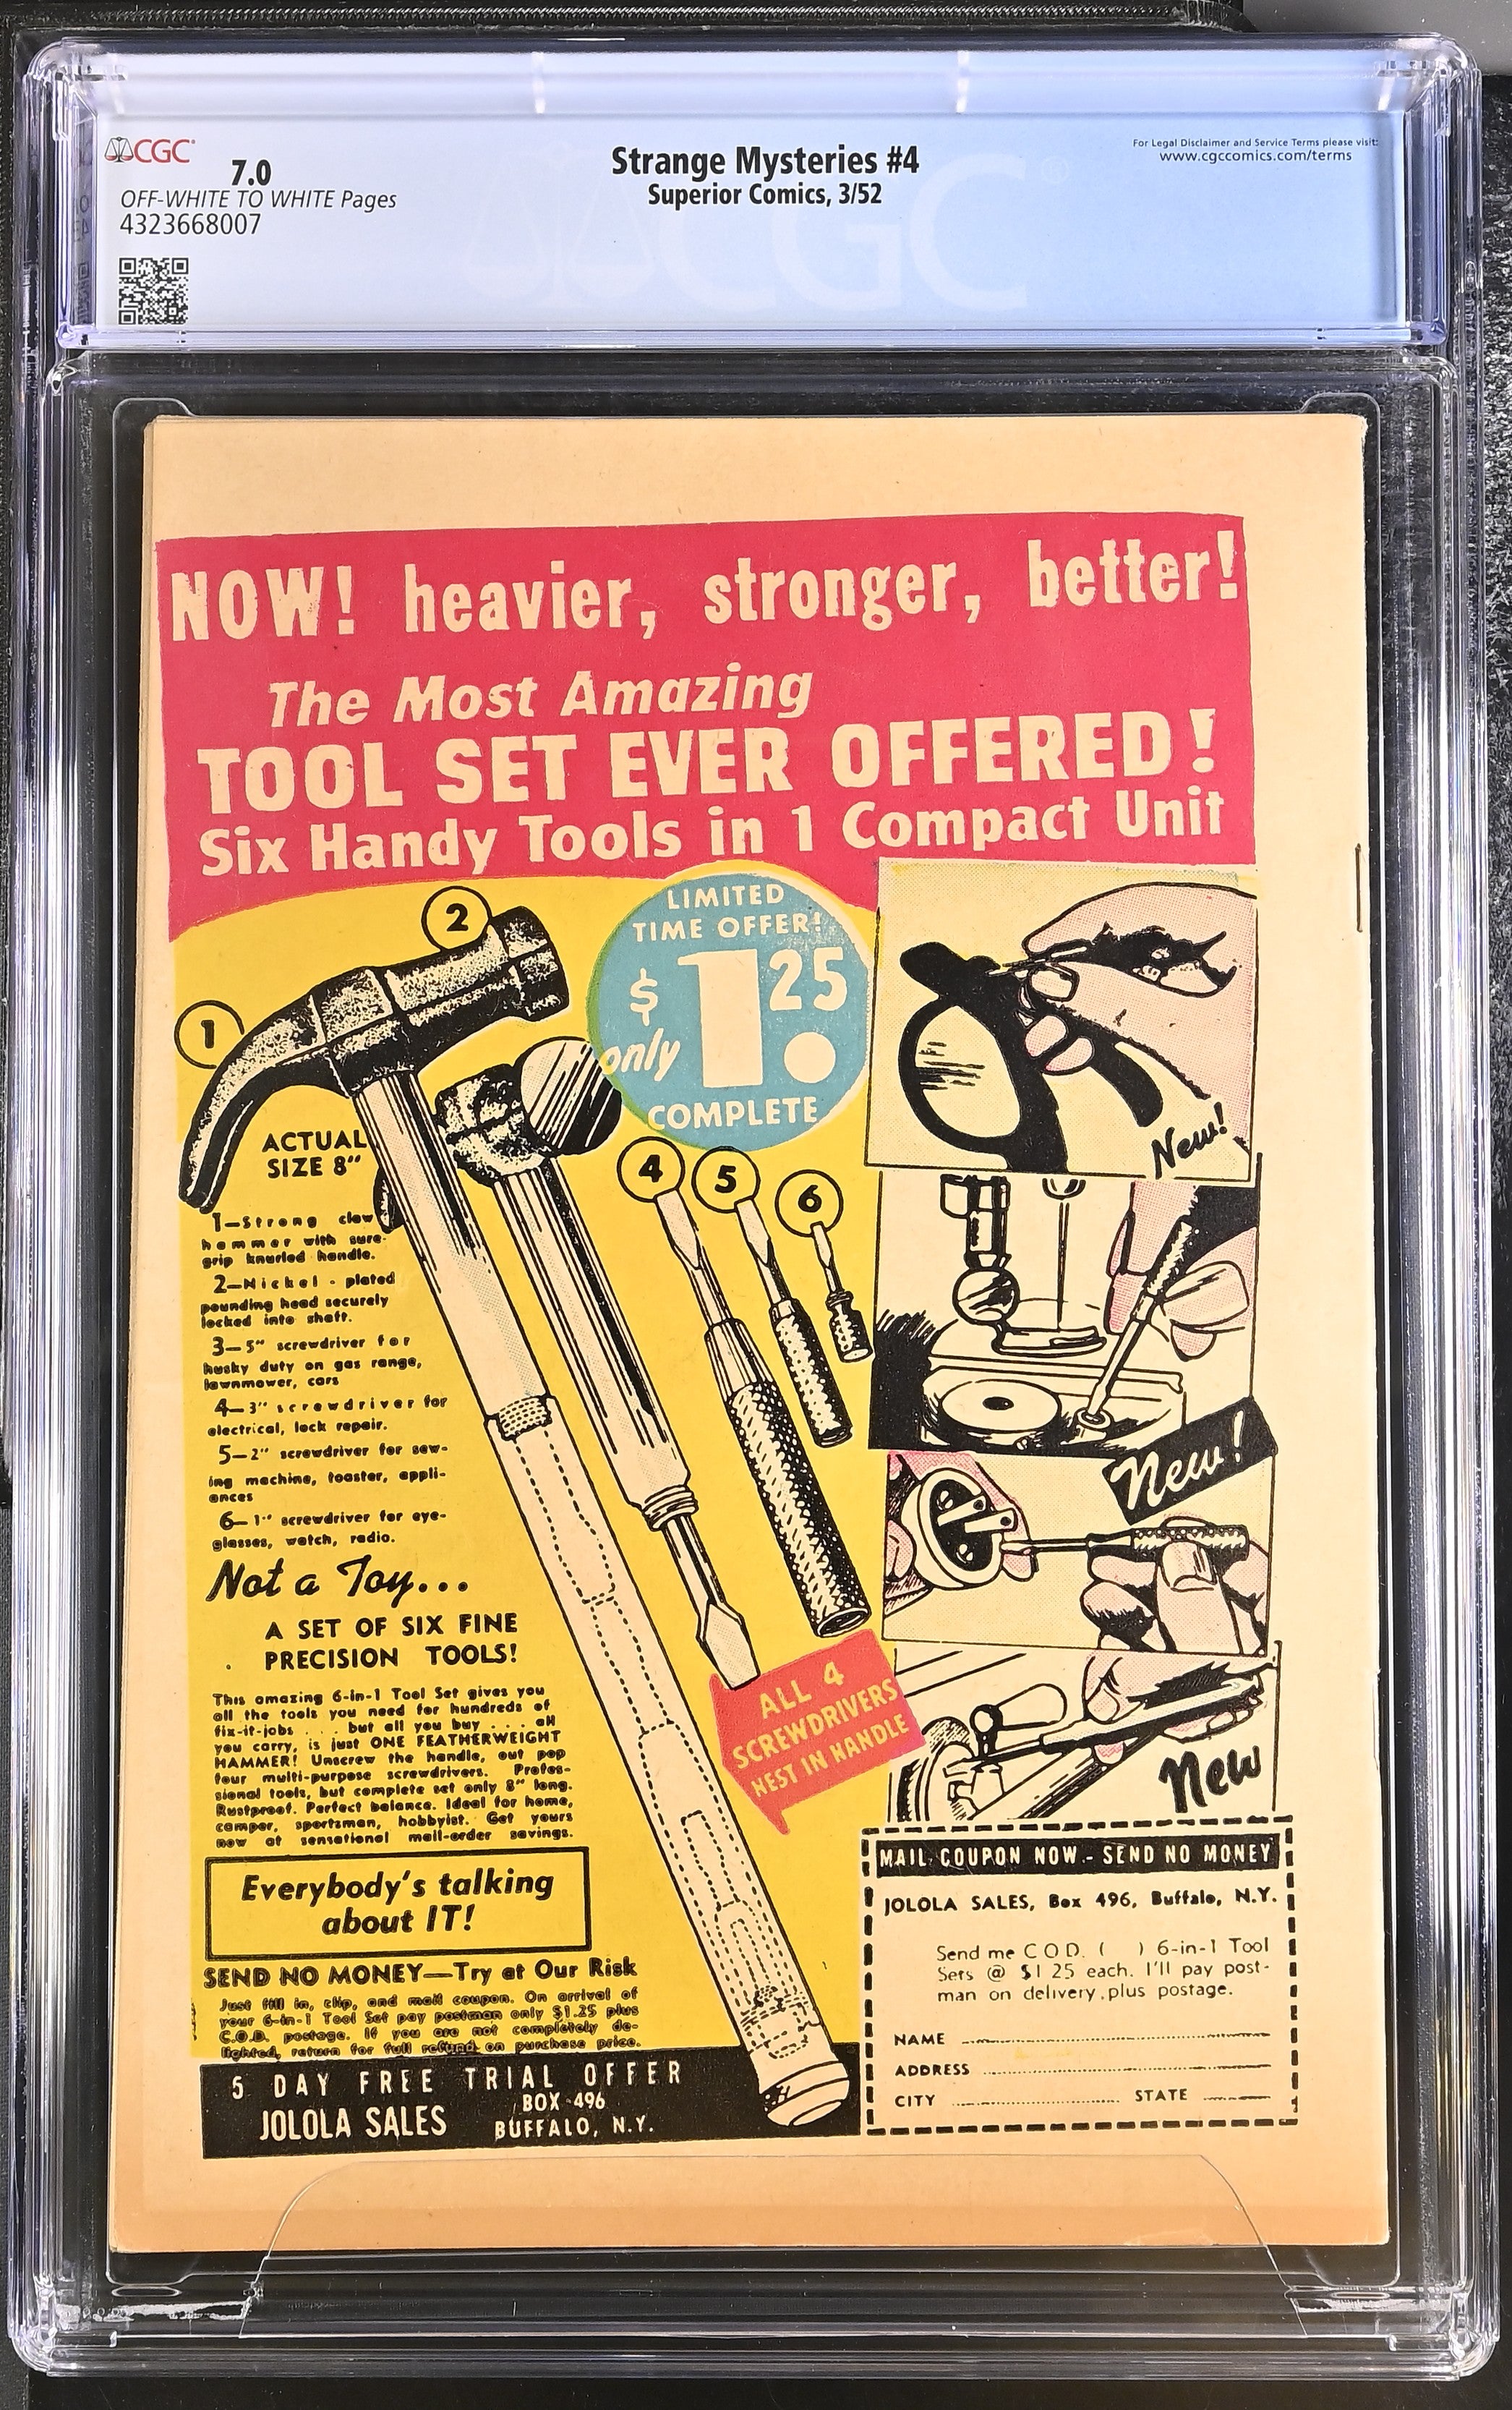 CGC
7.0
OFF-WHITE TO WHITE Pages
4323668007
Strange Mysteries #4
Superior Comics, 3/52
For Legal Disclaimer and Service Terms please visit:
www.cgccomics.com/terms
CGC
NOW! heavier, stronger, better!
The Most Amazing
TOOL SET EVER OFFERED!
Six Handy Tools in 1 Compact Unit
LIMITED
TIME OFFER!
$ only 1.25
COMPLETE
2
1
4
5
6
ACTUAL
SIZE 8"
1—Strong claw
hammer with sure-
grip knurled handle.
2—Nickel - plated
pounding head securely
locked into shaft.
3—5" screwdriver for
husky duty on gas range,
lawnmower, cars
4—3" screwdriver for
electrical, lock repair.
5—2" screwdriver for sew-
ing machine, toaster, appli-
ances
6—1" screwdriver for eye-
glasses, watch, radio.
Not a Toy...
A SET OF SIX FINE
PRECISION TOOLS!
This amazing 6-in-1 Tool Set gives you
all the tools you need for hundreds of
fix-it-jobs . . . but all you buy . . . all
you carry, is just ONE FEATHERWEIGHT
HAMMER! Unscrew the handle, out pop
four multi-purpose screwdrivers. Profes-
sional tools, but complete set only 8" long.
Rustproof. Perfect balance. Ideal for home,
camper, sportsman, hobbyist. Get yours
now at sensational mail-order savings.
Everybody's talking
about IT!
SEND NO MONEY—Try at Our Risk
Just fill in, clip, and mail coupon. On arrival of
your 6-in-1 Tool Set pay postman only $1.25 plus
C.O.D. postage. If you are not completely de-
lighted, return for full refund on purchase price.
5 DAY FREE TRIAL OFFER
JOLOLA SALES
BOX 496
BUFFALO, N.Y.
ALL 4
SCREWDRIVERS
NEST IN HANDLE
New!
New!
New
MAIL COUPON NOW - SEND NO MONEY
JOLOLA SALES, Box 496, Buffalo, N.Y.
Send me C.O.D. ( ) 6-in-1 Tool
Sets @ $1.25 each. I'll pay post-
man on delivery, plus postage.
NAME
ADDRESS
CITY STATE